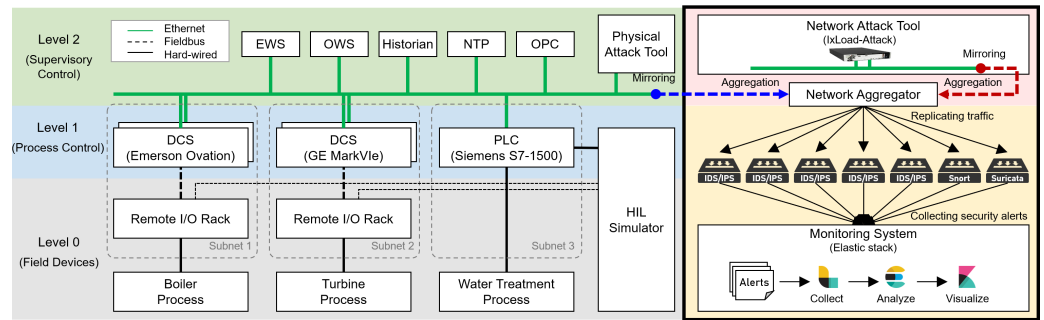 Level 2
(Supervisory
Control)
Ethernet
Fieldbus
Hard-wired
EWS
OWS
Historian
NTP
OPC
Physical
Attack Tool
Mirroring
Level 1
(Process Control)
DCS
(Emerson Ovation)
DCS
(GE MarkVIe)
PLC
(Siemens S7-1500)
Level 0
(Field Devices)
Remote I/O Rack
Subnet 1
Remote I/O Rack
Subnet 2
Subnet 3
HIL
Simulator
Boiler
Process
Turbine
Process
Water Treatment
Process
Network Attack Tool
(IxLoad-Attack)
Mirroring
Aggregation
Aggregation
Network Aggregator
Replicating traffic
IDS/IPS
IDS/IPS
IDS/IPS
IDS/IPS
IDS/IPS
Snort
Suricata
Collecting security alerts
Monitoring System
(Elastic stack)
Alerts
Collect
Analyze
Visualize